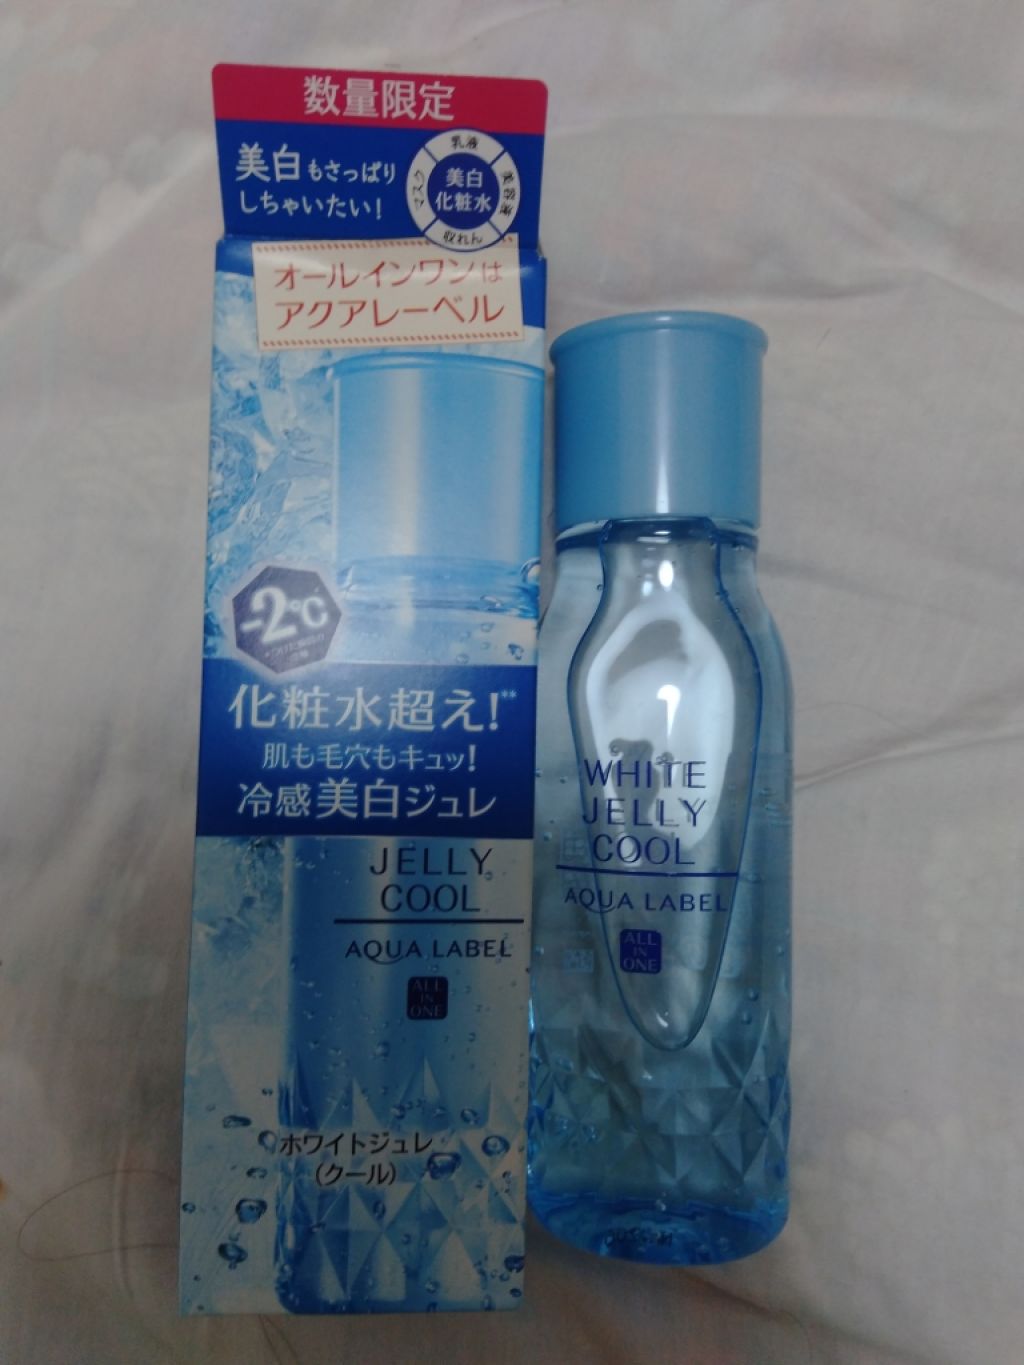 数量限定
美白もさっぱり
しちゃいたい!
乳液
美容液
収れん
マスク
美白
化粧水
オールインワンは
アクアレーベル
-2℃
化粧水超え!**
肌も毛穴もキュッ!
冷感美白ジュレ
JELLY
COOL
AQUA LABEL
ALL
IN
ONE
ホワイトジュレ
(クール)
WHITE
JELLY
COOL
AQUA LABEL
ALL
IN
ONE